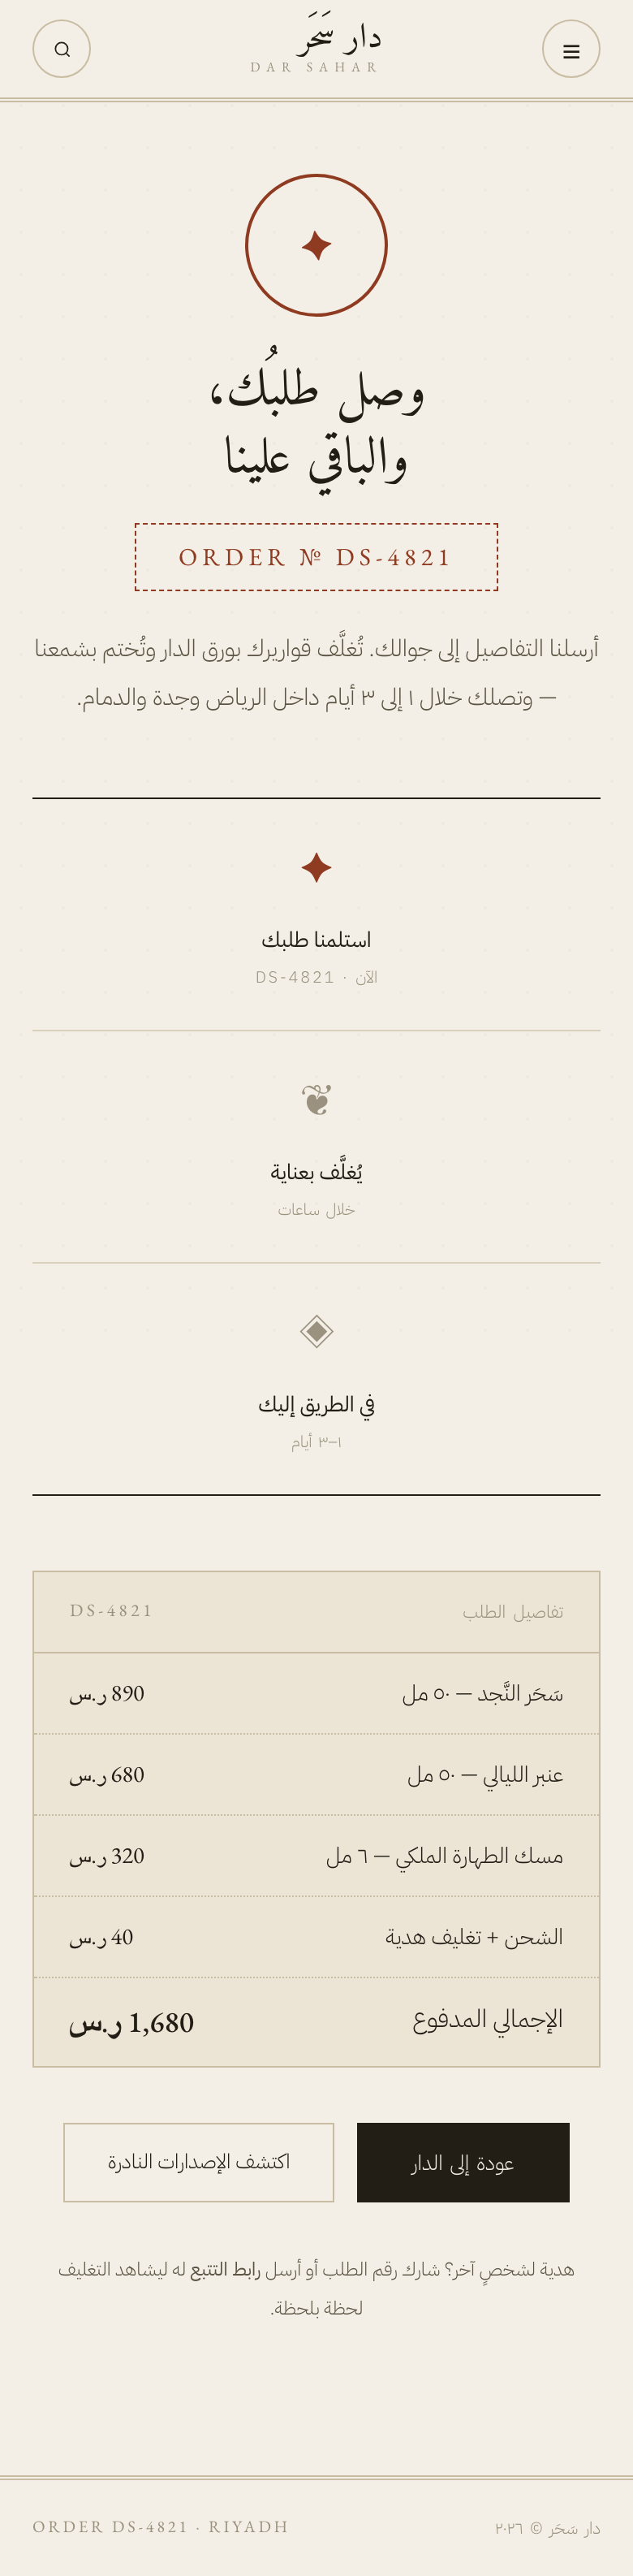 دار سَحَر
DAR SAHAR
وصل طلبُك،
والباقي علينا
ORDER № DS-4821
أرسلنا التفاصيل إلى جوالك. تُغلَّف قواريرك بورق الدار وتُختم بشمعنا
— وتصلك خلال ١ إلى ٣ أيام داخل الرياض وجدة والدمام.
استلمنا طلبك
الآن · DS-4821
يُغلَّف بعناية
خلال ساعات
في الطريق إليك
١–٣ أيام
تفاصيل الطلب DS-4821
سَحَر النَّجد — ٥٠ مل 890 ر.س
عنبر الليالي — ٥٠ مل 680 ر.س
مسك الطهارة الملكي — ٦ مل 320 ر.س
الشحن + تغليف هدية 40 ر.س
الإجمالي المدفوع 1,680 ر.س
عودة إلى الدار اكتشف الإصدارات النادرة
هدية لشخصٍ آخر؟ شارك رقم الطلب أو أرسل رابط التتبع له ليشاهد التغليف
لحظة بلحظة.
دار سَحَر © ٢٠٢٦ ORDER DS-4821 · RIYADH